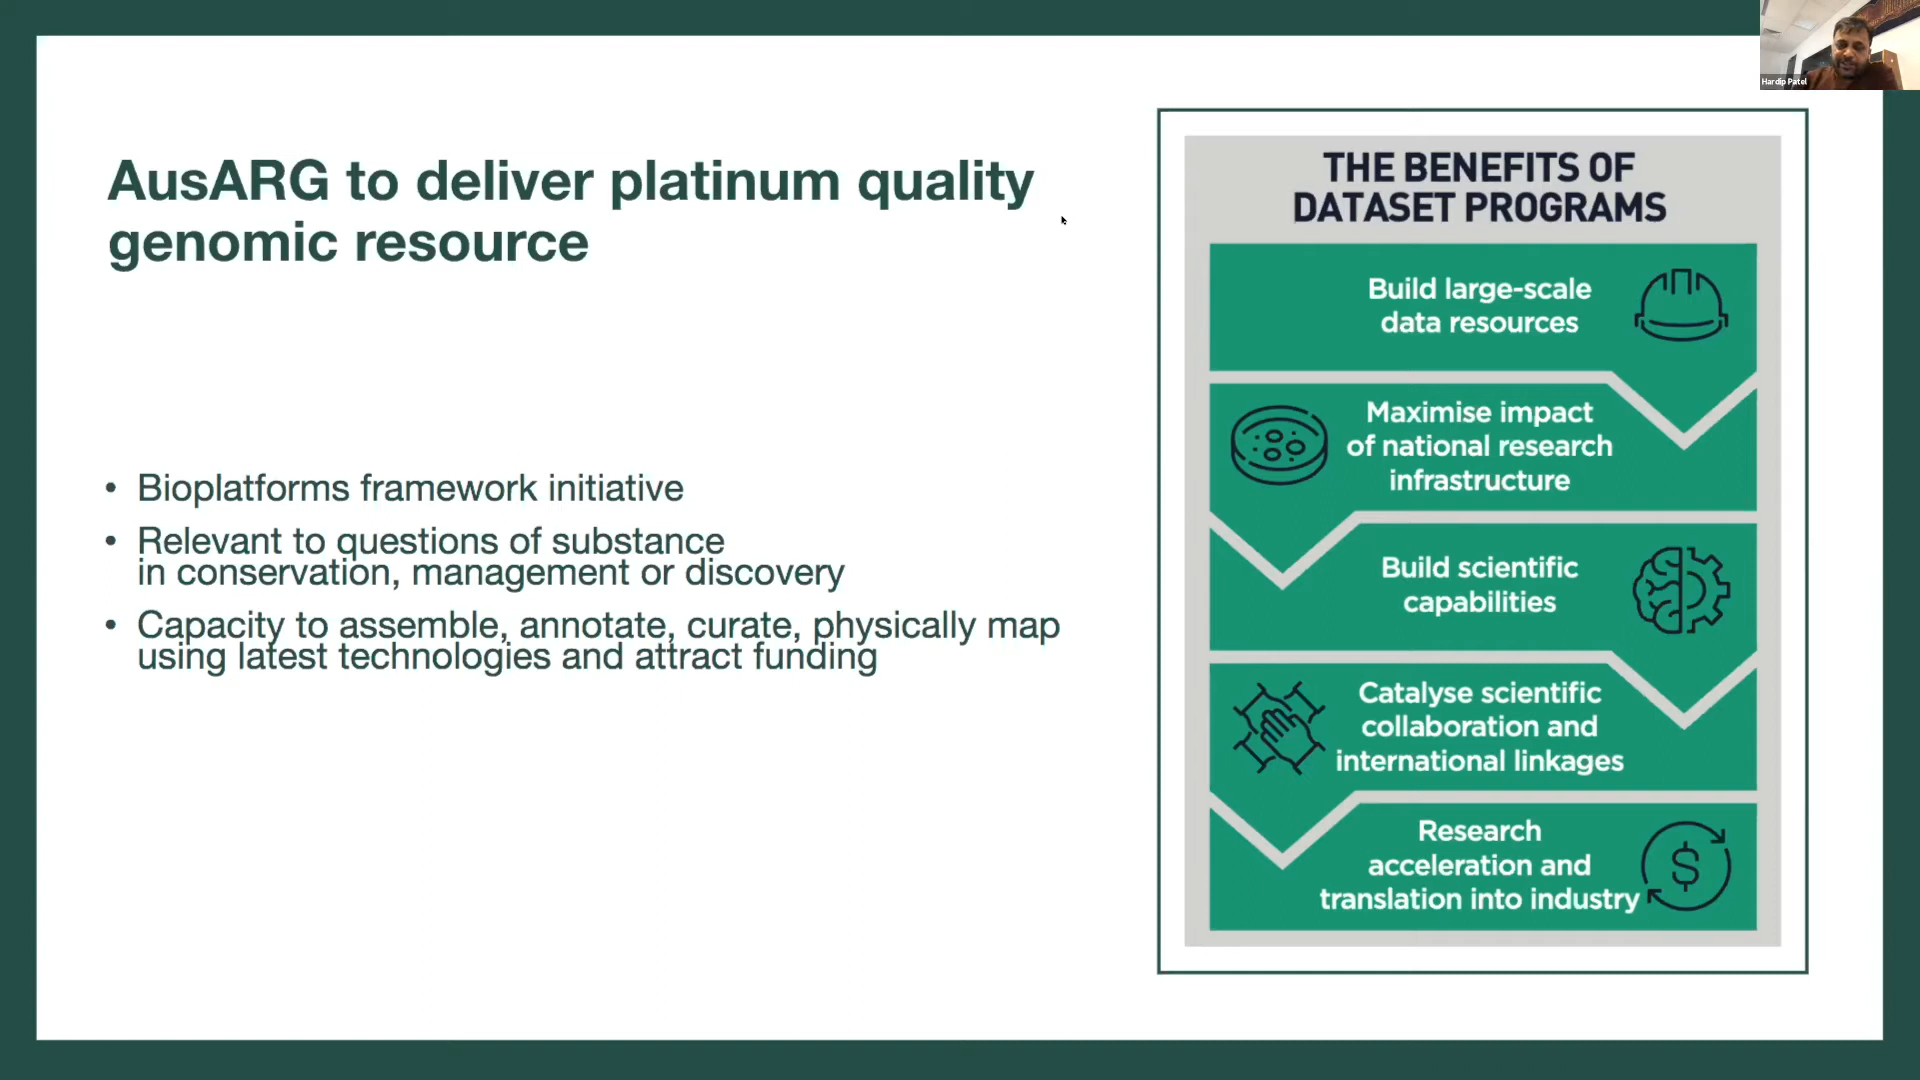 Hardip Patel
AusARG to deliver platinum quality
genomic resource
• Bioplatforms framework initiative
• Relevant to questions of substance
in conservation, management or discovery
• Capacity to assemble, annotate, curate, physically map
using latest technologies and attract funding
THE BENEFITS OF
DATASET PROGRAMS
Build large-scale
data resources
Maximise impact
of national research
infrastructure
Build scientific
capabilities
Catalyse scientific
collaboration and
international linkages
Research
acceleration and
translation into industry
$